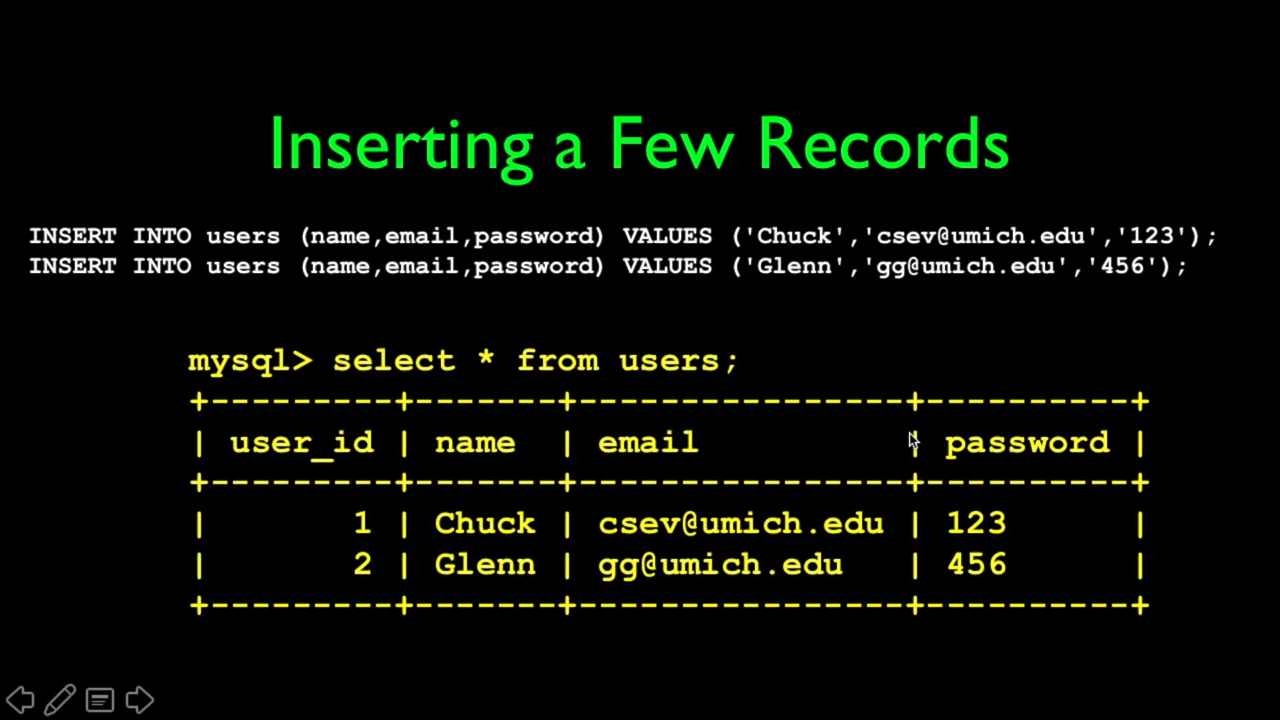 Inserting a Few Records
INSERT INTO users (name,email,password) VALUES ('Chuck','csev@umich.edu','123');
INSERT INTO users (name,email,password) VALUES ('Glenn','gg@umich.edu','456');
mysql> select * from users;
+---------+-------+----------------+----------+
| user_id | name  | email          | password |
+---------+-------+----------------+----------+
|       1 | Chuck | csev@umich.edu | 123      |
|       2 | Glenn | gg@umich.edu   | 456      |
+---------+-------+----------------+----------+